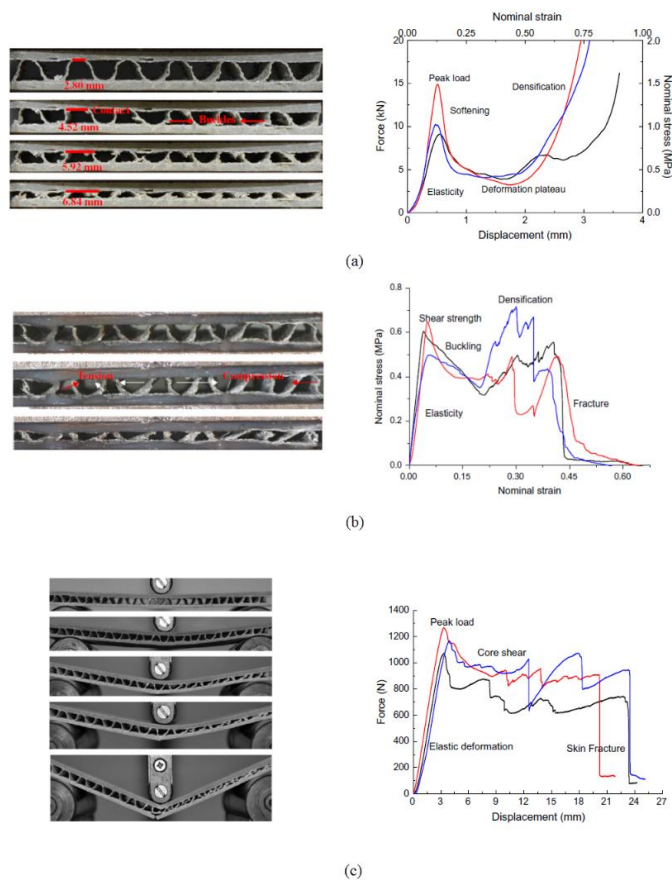 2.80 mm
Contact
Buckles
4.52 mm
5.92 mm
6.84 mm
Nominal strain
0.00 0.25 0.50 0.75 1.00
20
15
10
5
0
Force (kN)
2.0
1.5
1.0
0.5
0.0
Nominal stress (MPa)
Peak load
Densification
Softening
Elasticity
Deformation plateau
0 1 2 3 4
Displacement (mm)
(a)
Tension
Compression
0.8
0.6
0.4
0.2
0.0
Nominal stress (MPa)
Densification
Shear strength
Buckling
Elasticity
Fracture
0.00 0.15 0.30 0.45 0.60
Nominal strain
(b)
1400
1200
1000
800
600
400
200
0
Force (N)
Peak load
Core shear
Elastic deformation
Skin Fracture
0 3 6 9 12 15 18 21 24 27
Displacement (mm)
(c)